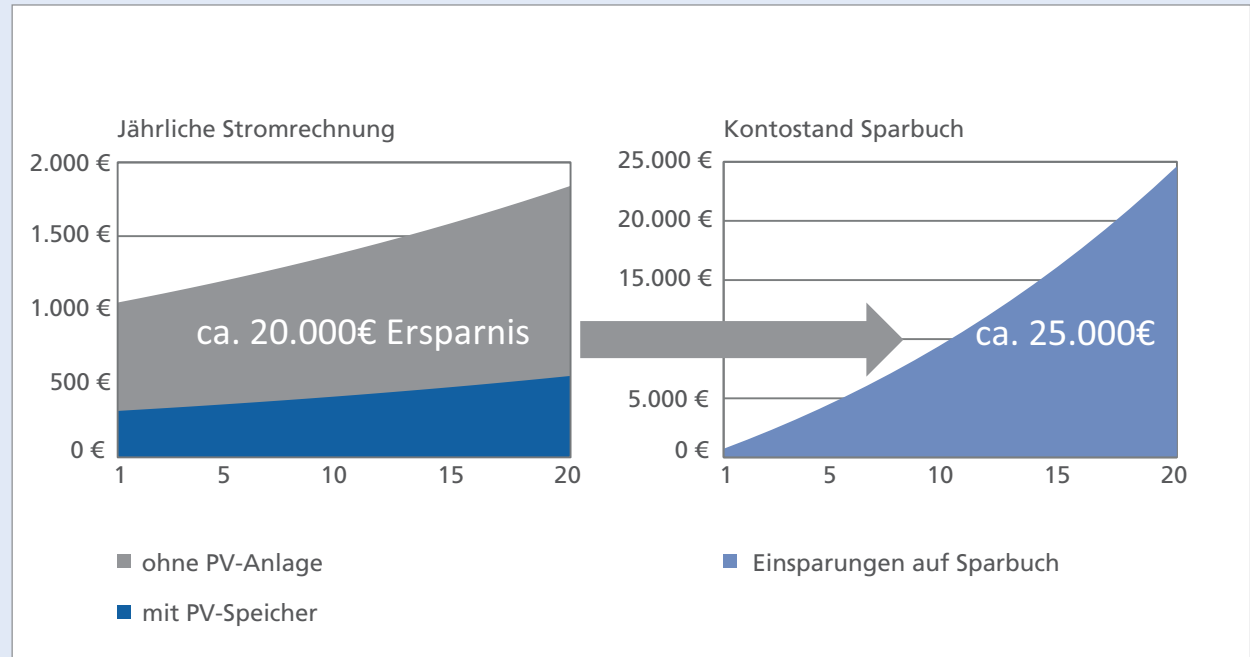 Jährliche Stromrechnung
2.000 €
1.500 €
1.000 €
500 €
0 €
1 5 10 15 20
ca. 20.000€ Ersparnis
ohne PV-Anlage
mit PV-Speicher
Kontostand Sparbuch
25.000 €
20.000 €
15.000 €
5.000 €
0 €
1 5 10 15 20
ca. 25.000€
Einsparungen auf Sparbuch